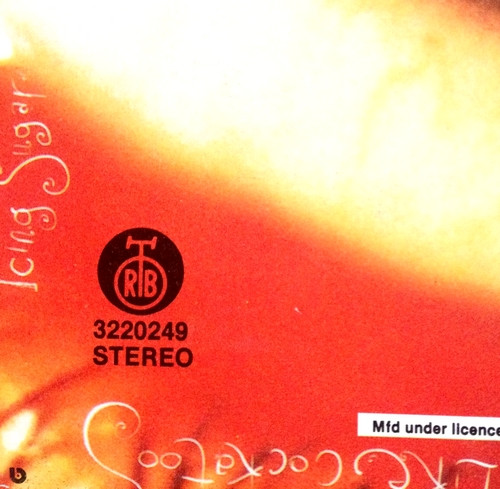 Icing Sugar
RTB
3220249
STEREO
Mfd under licence
Like Cockatoos
b